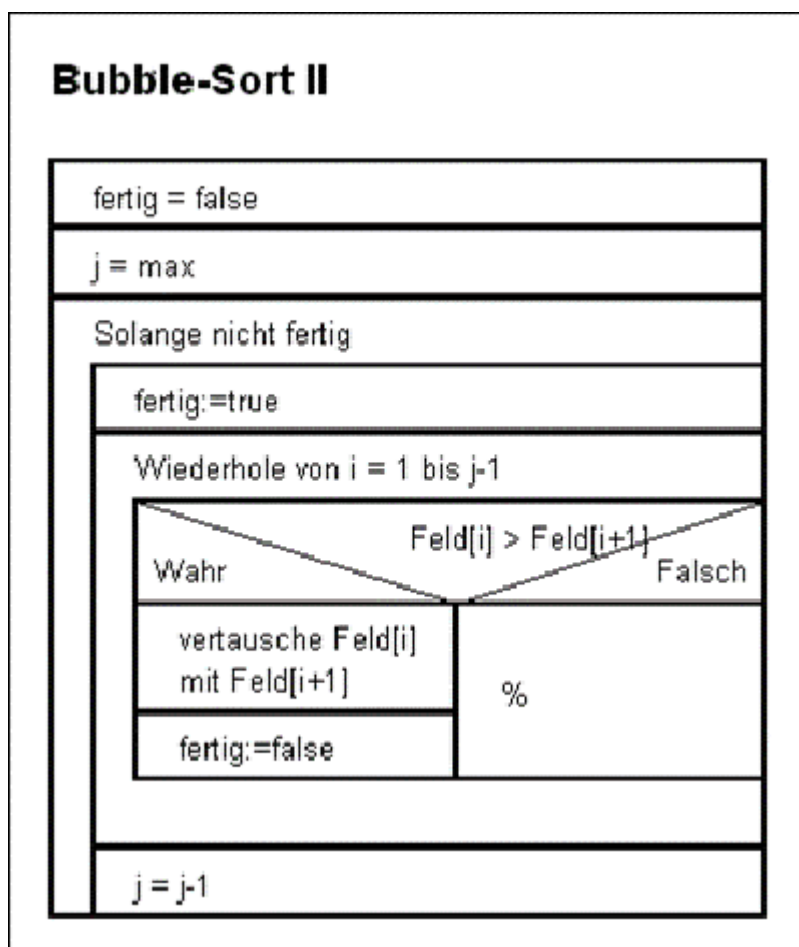 Bubble-Sort II
fertig = false
j = max
Solange nicht fertig
fertig:=true
Wiederhole von i = 1 bis j-1
Feld[i] > Feld[i+1]
Wahr
Falsch
vertausche Feld[i]
mit Feld[i+1]
%
fertig:=false
j = j-1